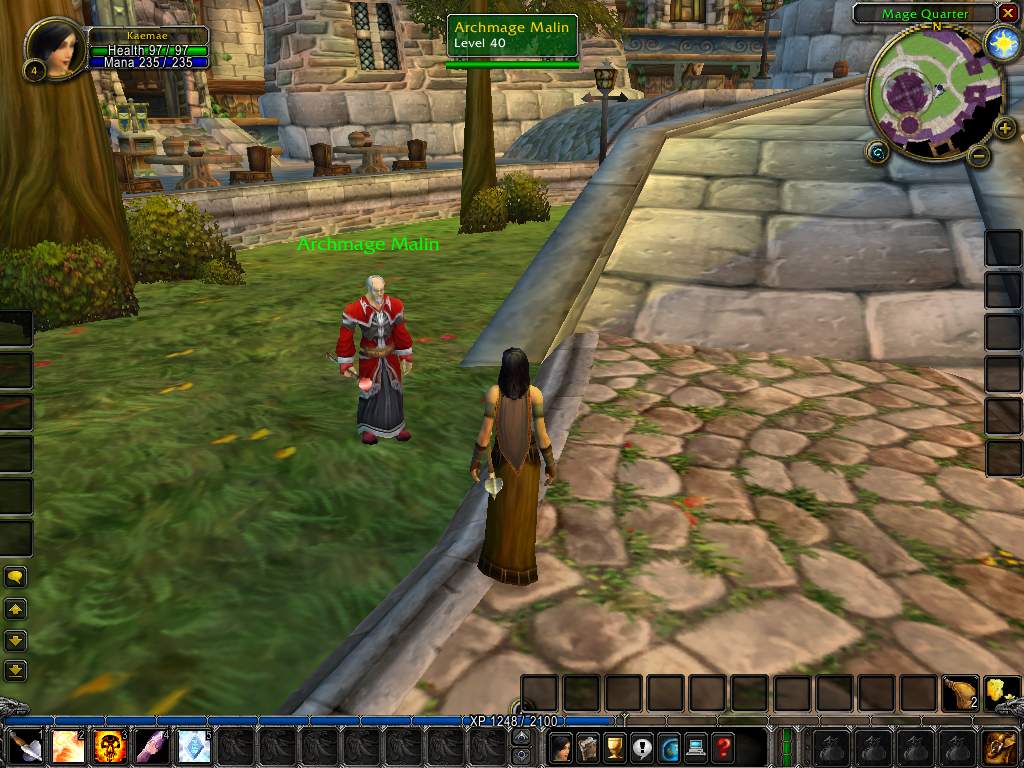 Kaemae
Health 97 / 97
Mana 235 / 235
4
Archmage Malin
Level 40
Mage Quarter
N
Archmage Malin
2
XP 1248 / 2100
2
3
4
5